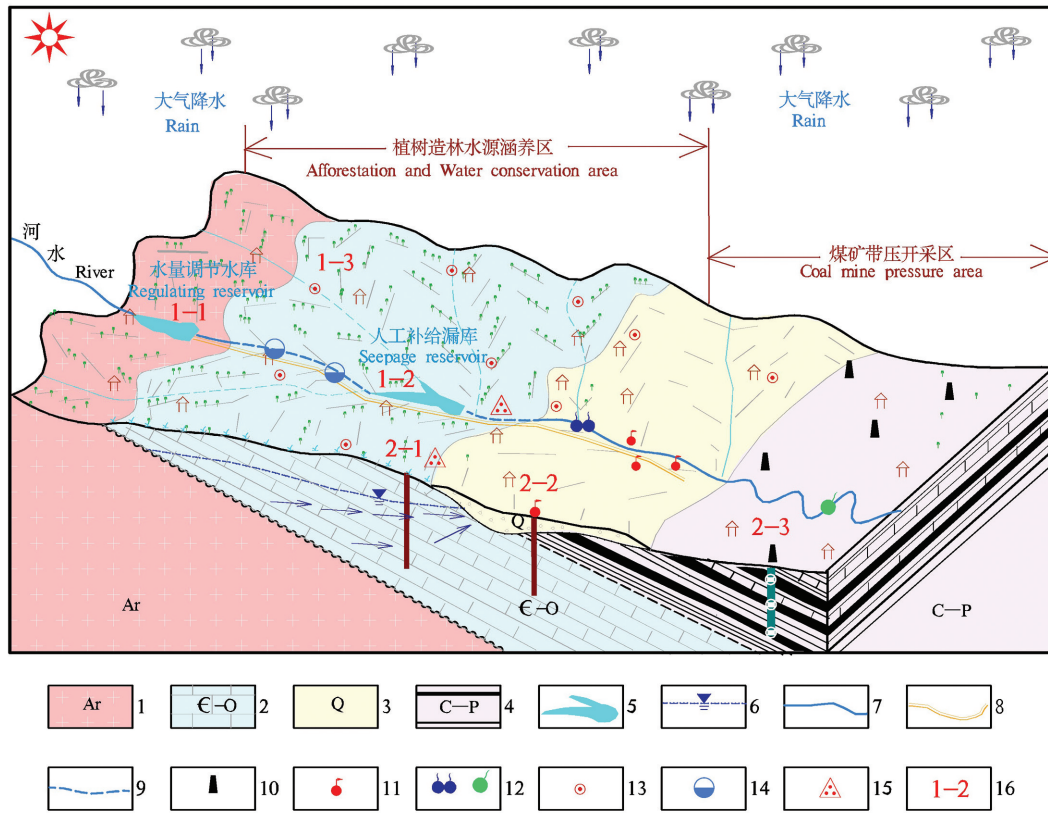 大气降水
Rain
大气降水
Rain
植树造林水源涵养区
Afforestation and Water conservation area
河水
River
煤矿带压开采区
Coal mine pressure area
水量调节水库
Regulating reservoir
1-1
1-3
人工补给漏库
Seepage reservoir
1-2
2-1
2-2
Q
2-3
Ar
Є-O
C-P
Ar 1
Є-O 2
Q 3
C-P 4
5
6
7
8
9
10
11
12
13
14
15
1-2 16